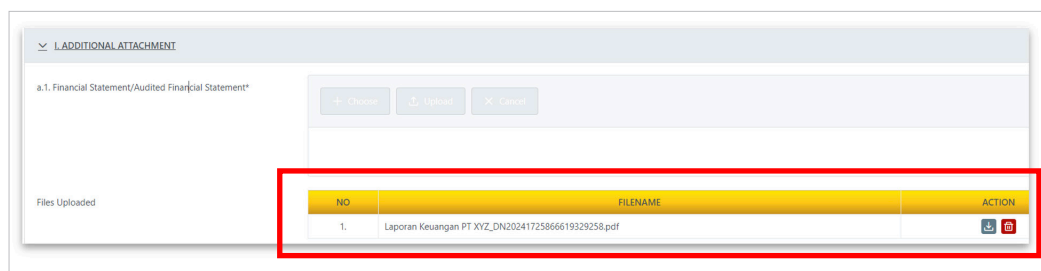 I. ADDITIONAL ATTACHMENT
a.1. Financial Statement/Audited Financial Statement*
+ Choose Upload X Cancel
Files Uploaded
NO FILENAME ACTION
1. Laporan Keuangan PT XYZ_DN20241725866619329258.pdf